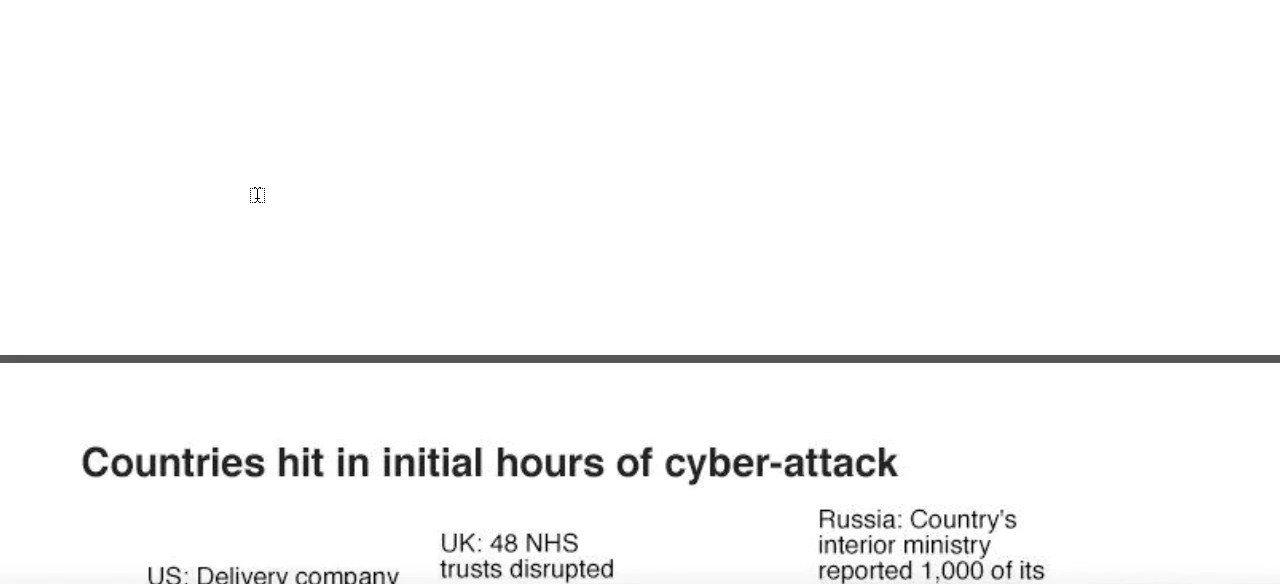 Countries hit in initial hours of cyber-attack
Russia: Country's
interior ministry
reported 1,000 of its
UK: 48 NHS
trusts disrupted
US: Delivery company